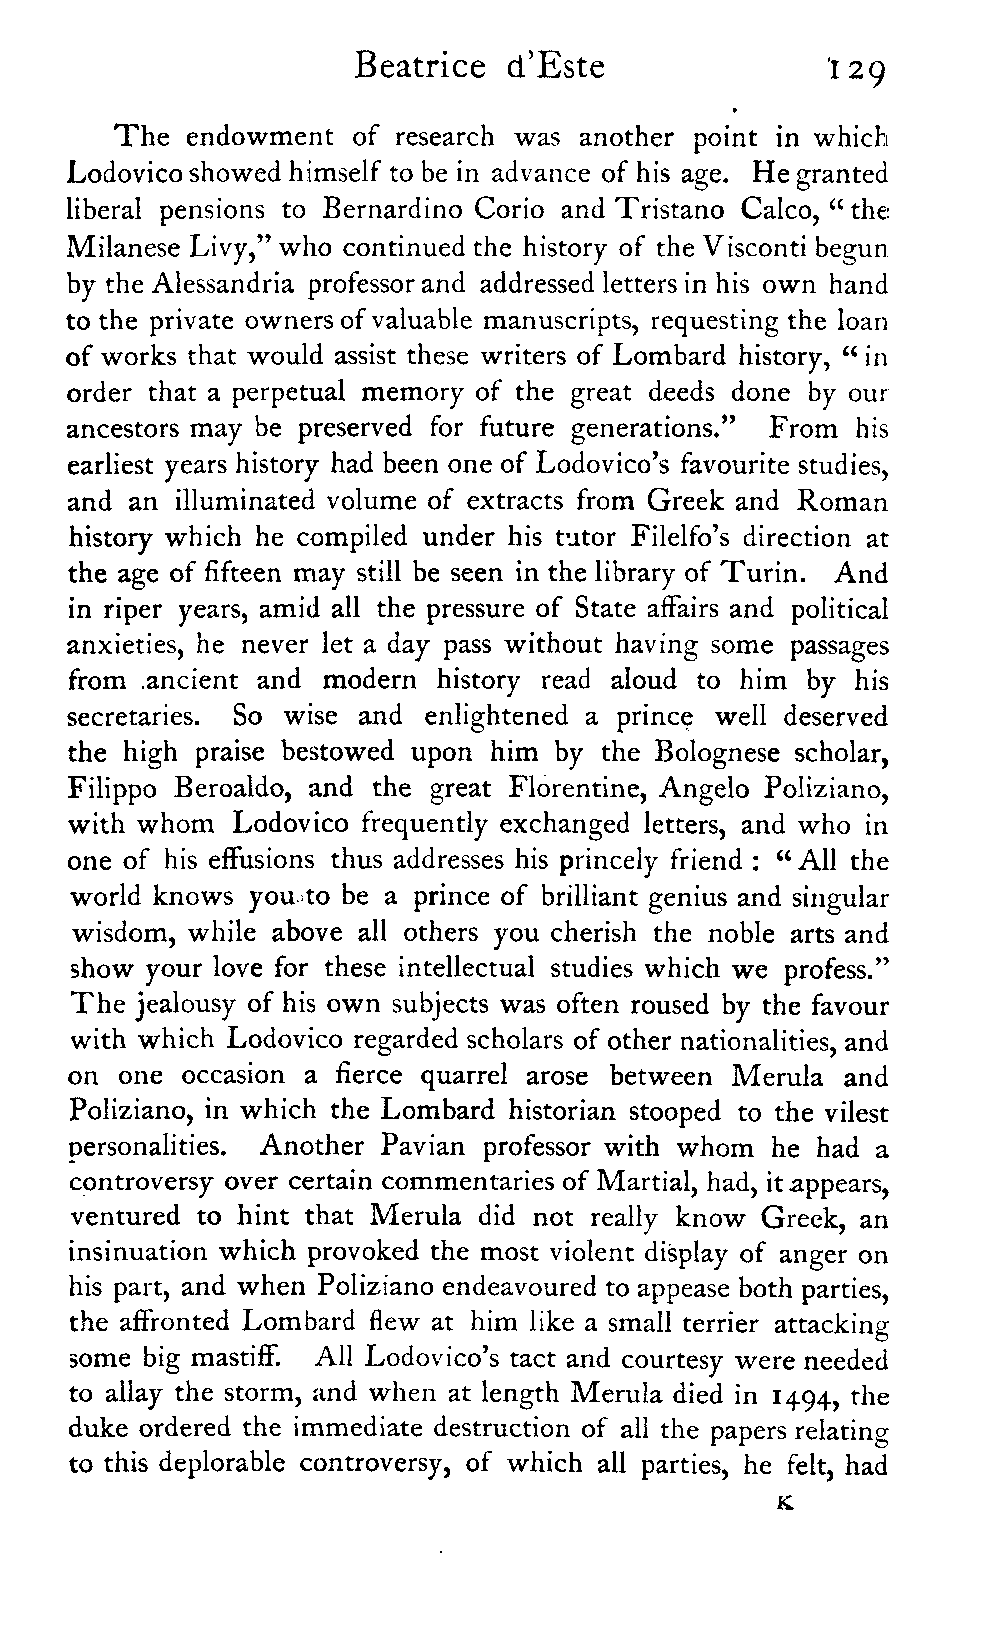 Beatrice d'Este 129
The endowment of research was another point in which
Lodovico showed himself to be in advance of his age. He granted
liberal pensions to Bernardino Corio and Tristano Calco, “the
Milanese Livy,” who continued the history of the Visconti begun
by the Alessandria professor and addressed letters in his own hand
to the private owners of valuable manuscripts, requesting the loan
of works that would assist these writers of Lombard history, “in
order that a perpetual memory of the great deeds done by our
ancestors may be preserved for future generations.” From his
earliest years history had been one of Lodovico's favourite studies,
and an illuminated volume of extracts from Greek and Roman
history which he compiled under his tutor Filelfo's direction at
the age of fifteen may still be seen in the library of Turin. And
in riper years, amid all the pressure of State affairs and political
anxieties, he never let a day pass without having some passages
from ancient and modern history read aloud to him by his
secretaries. So wise and enlightened a prince well deserved
the high praise bestowed upon him by the Bolognese scholar,
Filippo Beroaldo, and the great Florentine, Angelo Poliziano,
with whom Lodovico frequently exchanged letters, and who in
one of his effusions thus addresses his princely friend : “All the
world knows you to be a prince of brilliant genius and singular
wisdom, while above all others you cherish the noble arts and
show your love for these intellectual studies which we profess.”
The jealousy of his own subjects was often roused by the favour
with which Lodovico regarded scholars of other nationalities, and
on one occasion a fierce quarrel arose between Merula and
Poliziano, in which the Lombard historian stooped to the vilest
personalities. Another Pavian professor with whom he had a
controversy over certain commentaries of Martial, had, it appears,
ventured to hint that Merula did not really know Greek, an
insinuation which provoked the most violent display of anger on
his part, and when Poliziano endeavoured to appease both parties,
the affronted Lombard flew at him like a small terrier attacking
some big mastiff. All Lodovico's tact and courtesy were needed
to allay the storm, and when at length Merula died in 1494, the
duke ordered the immediate destruction of all the papers relating
to this deplorable controversy, of which all parties, he felt, had
K